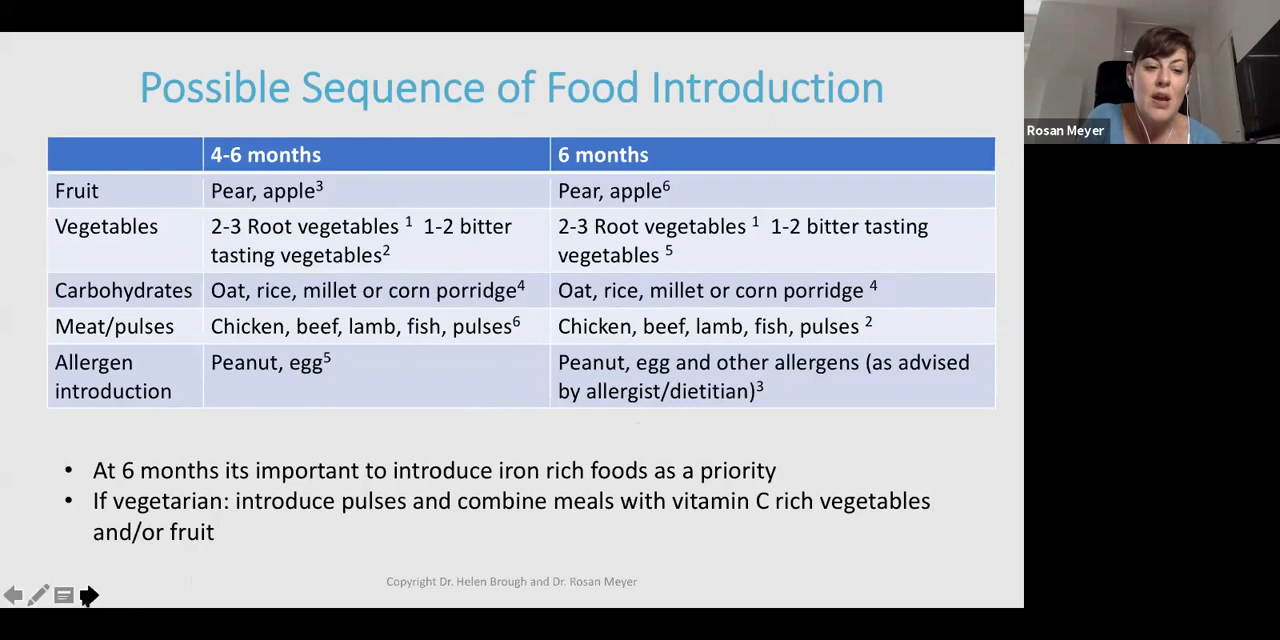 Possible Sequence of Food Introduction
4-6 months 6 months
Fruit Pear, apple³ Pear, apple⁶
Vegetables 2-3 Root vegetables ¹ 1-2 bitter 2-3 Root vegetables ¹ 1-2 bitter tasting
tasting vegetables² vegetables ⁵
Carbohydrates Oat, rice, millet or corn porridge⁴ Oat, rice, millet or corn porridge ⁴
Meat/pulses Chicken, beef, lamb, fish, pulses⁶ Chicken, beef, lamb, fish, pulses ²
Allergen Peanut, egg⁵ Peanut, egg and other allergens (as advised
introduction by allergist/dietitian)³
• At 6 months its important to introduce iron rich foods as a priority
• If vegetarian: introduce pulses and combine meals with vitamin C rich vegetables
and/or fruit
Copyright Dr. Helen Brough and Dr. Rosan Meyer
Rosan Meyer